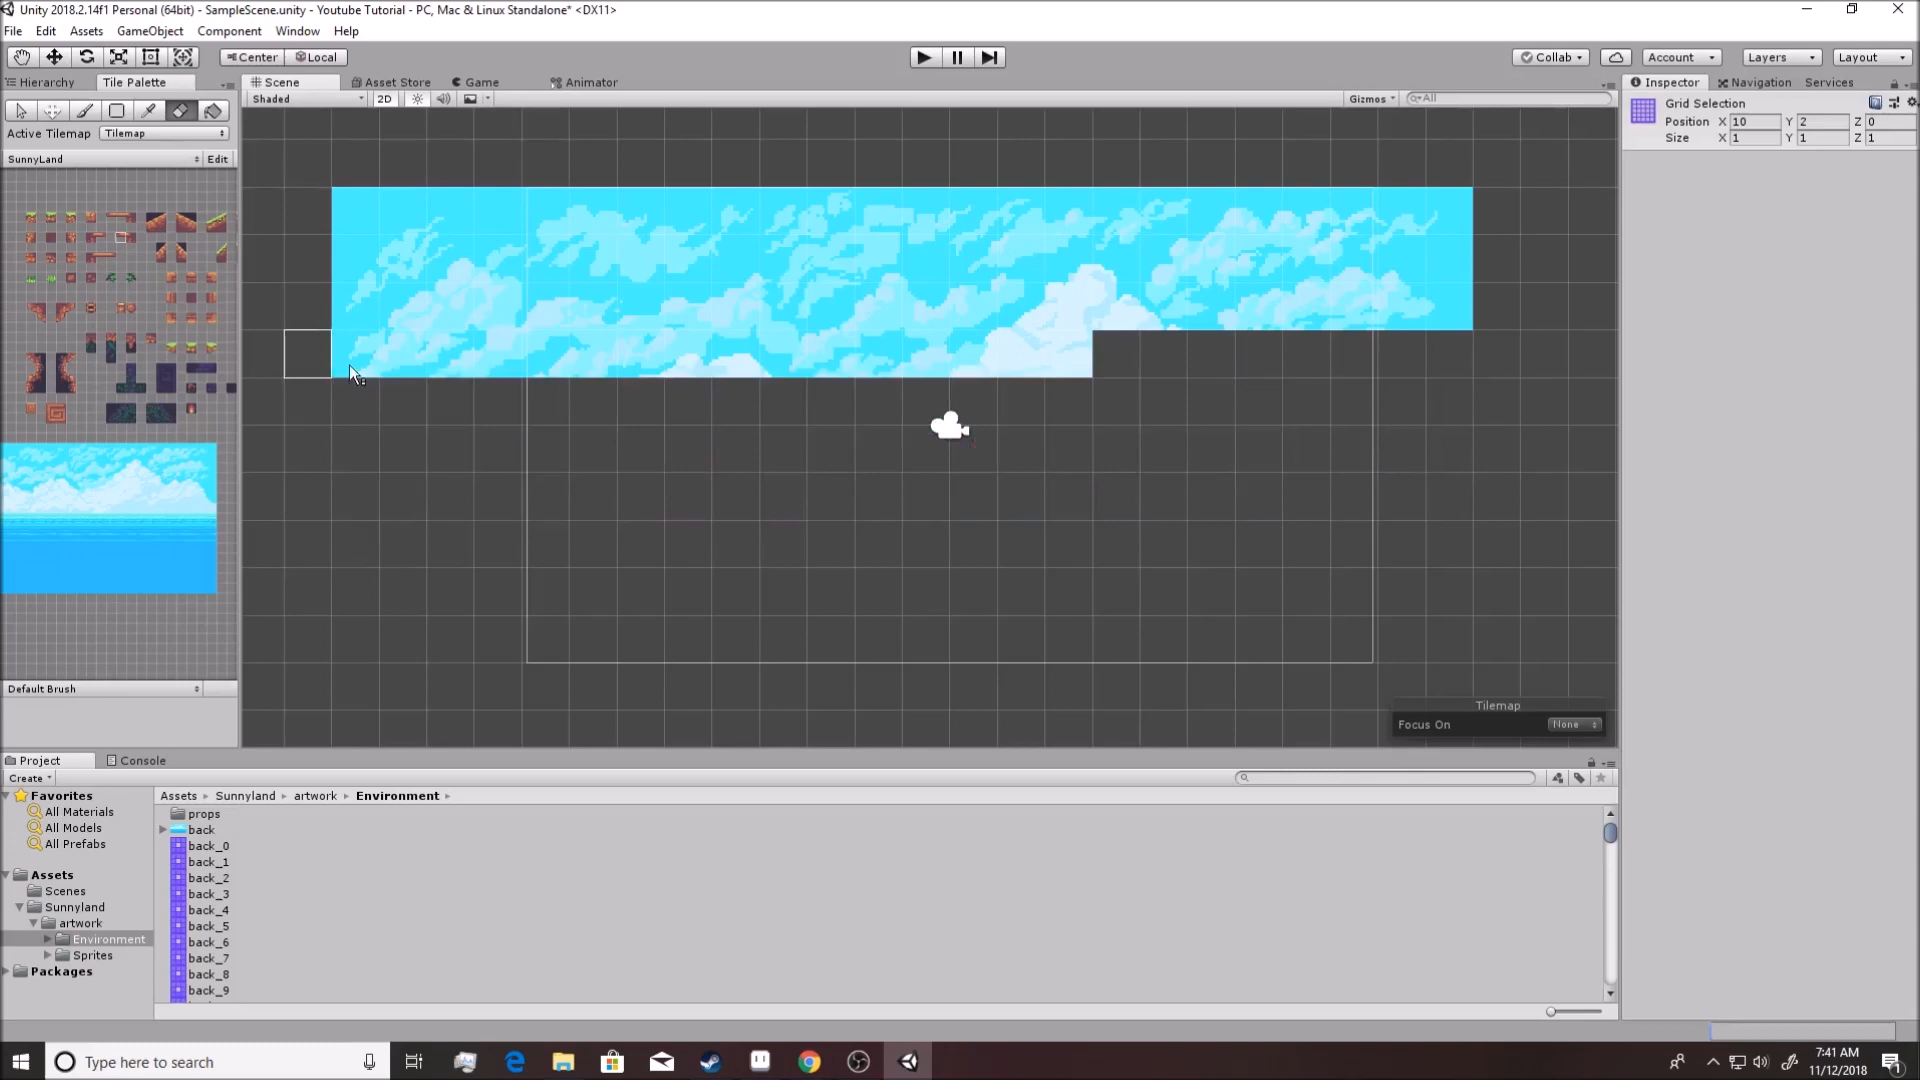 Unity 2018.2.14f1 Personal (64bit) - SampleScene.unity - Youtube Tutorial - PC, Mac & Linux Standalone* <DX11>
File Edit Assets GameObject Component Window Help
Center Local Collab Account Layers Layout
Hierarchy Tile Palette Scene Asset Store Game Animator Inspector Navigation Services
Shaded 2D Gizmos All
Grid Selection
Position X 10 Y 2 Z 0
Size X 1 Y 1 Z 1
Active Tilemap Tilemap
SunnyLand Edit
Default Brush
Tilemap
Focus On None
Project Console
Create
Favorites
All Materials
All Models
All Prefabs
Assets
Scenes
Sunnyland
artwork
Environment
Sprites
Packages
Assets Sunnyland artwork Environment
props
back
back_0
back_1
back_2
back_3
back_4
back_5
back_6
back_7
back_8
back_9
Type here to search
7:41 AM
11/12/2018
1